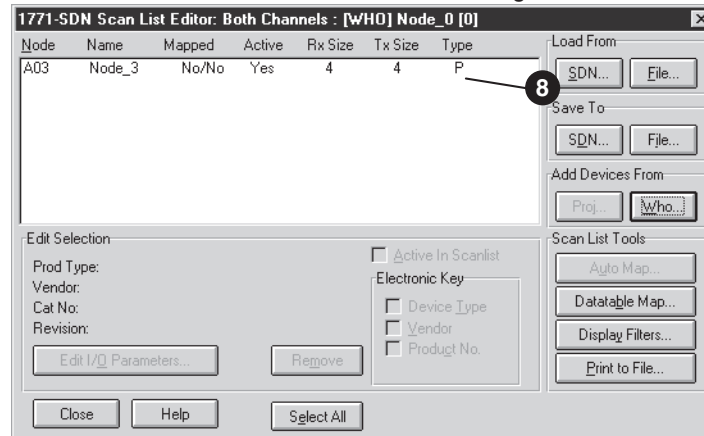 1771-SDN Scan List Editor: Both Channels : [WHO] Node_0 [0]
Node Name Mapped Active Rx Size Tx Size Type
A03 Node_3 No/No Yes 4 4 P
8
Load From
SDN... File...
Save To
SDN... File...
Add Devices From
Proj... Who...
Edit Selection
Prod Type:
Vendor:
Cat No:
Revision:
Edit I/O Parameters... Remove
Active In Scanlist
Electronic Key
Device Type
Vendor
Product No.
Scan List Tools
Auto Map...
Datatable Map...
Display Filters...
Print to File...
Close Help Select All